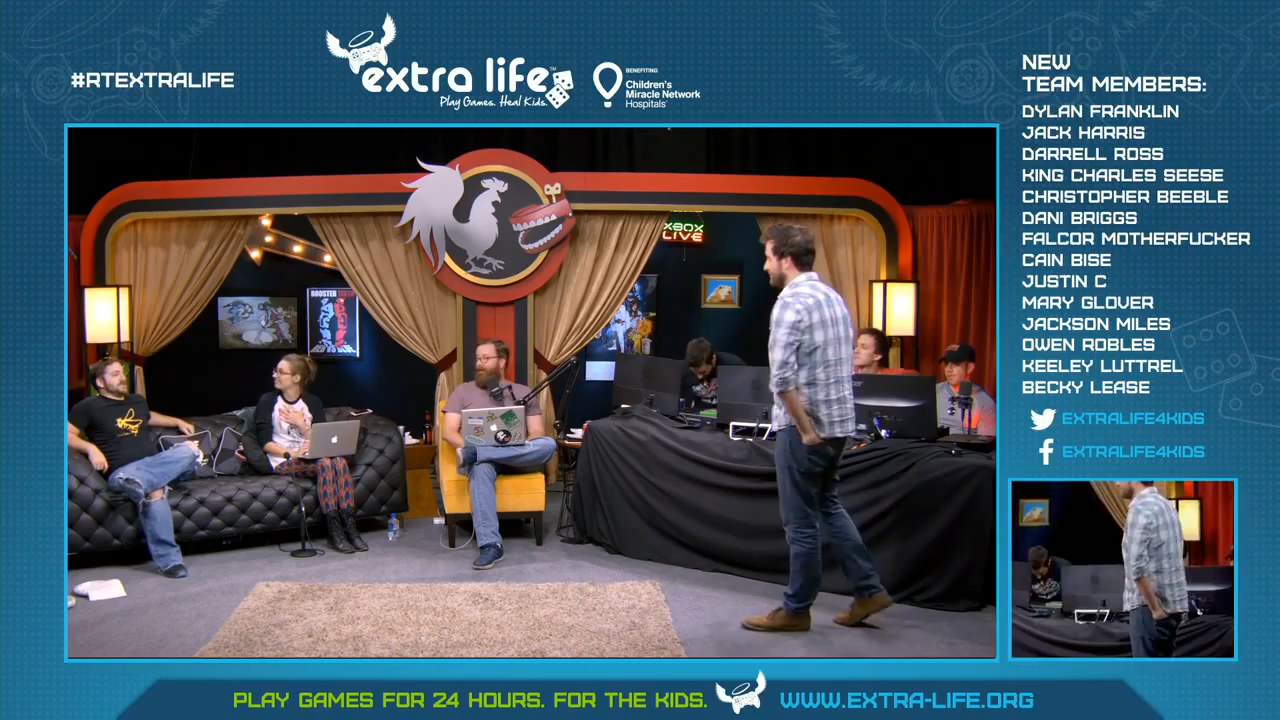 #RTEXTRALIFE
extra life™
Play Games. Heal Kids.
BENEFITING
Children's
Miracle Network
Hospitals
NEW
TEAM MEMBERS:
DYLAN FRANKLIN
JACK HARRIS
DARRELL ROSS
KING CHARLES SEESE
CHRISTOPHER BEEBLE
DANI BRIGGS
FALCOR MOTHERFUCKER
CAIN BISE
JUSTIN C
MARY GLOVER
JACKSON MILES
OWEN ROBLES
KEELEY LUTTREL
BECKY LEASE
EXTRALIFE4KIDS
EXTRALIFE4KIDS
XBOX
LIVE
ROOSTER TEETH
PLAY GAMES FOR 24 HOURS. FOR THE KIDS.
WWW.EXTRA-LIFE.ORG